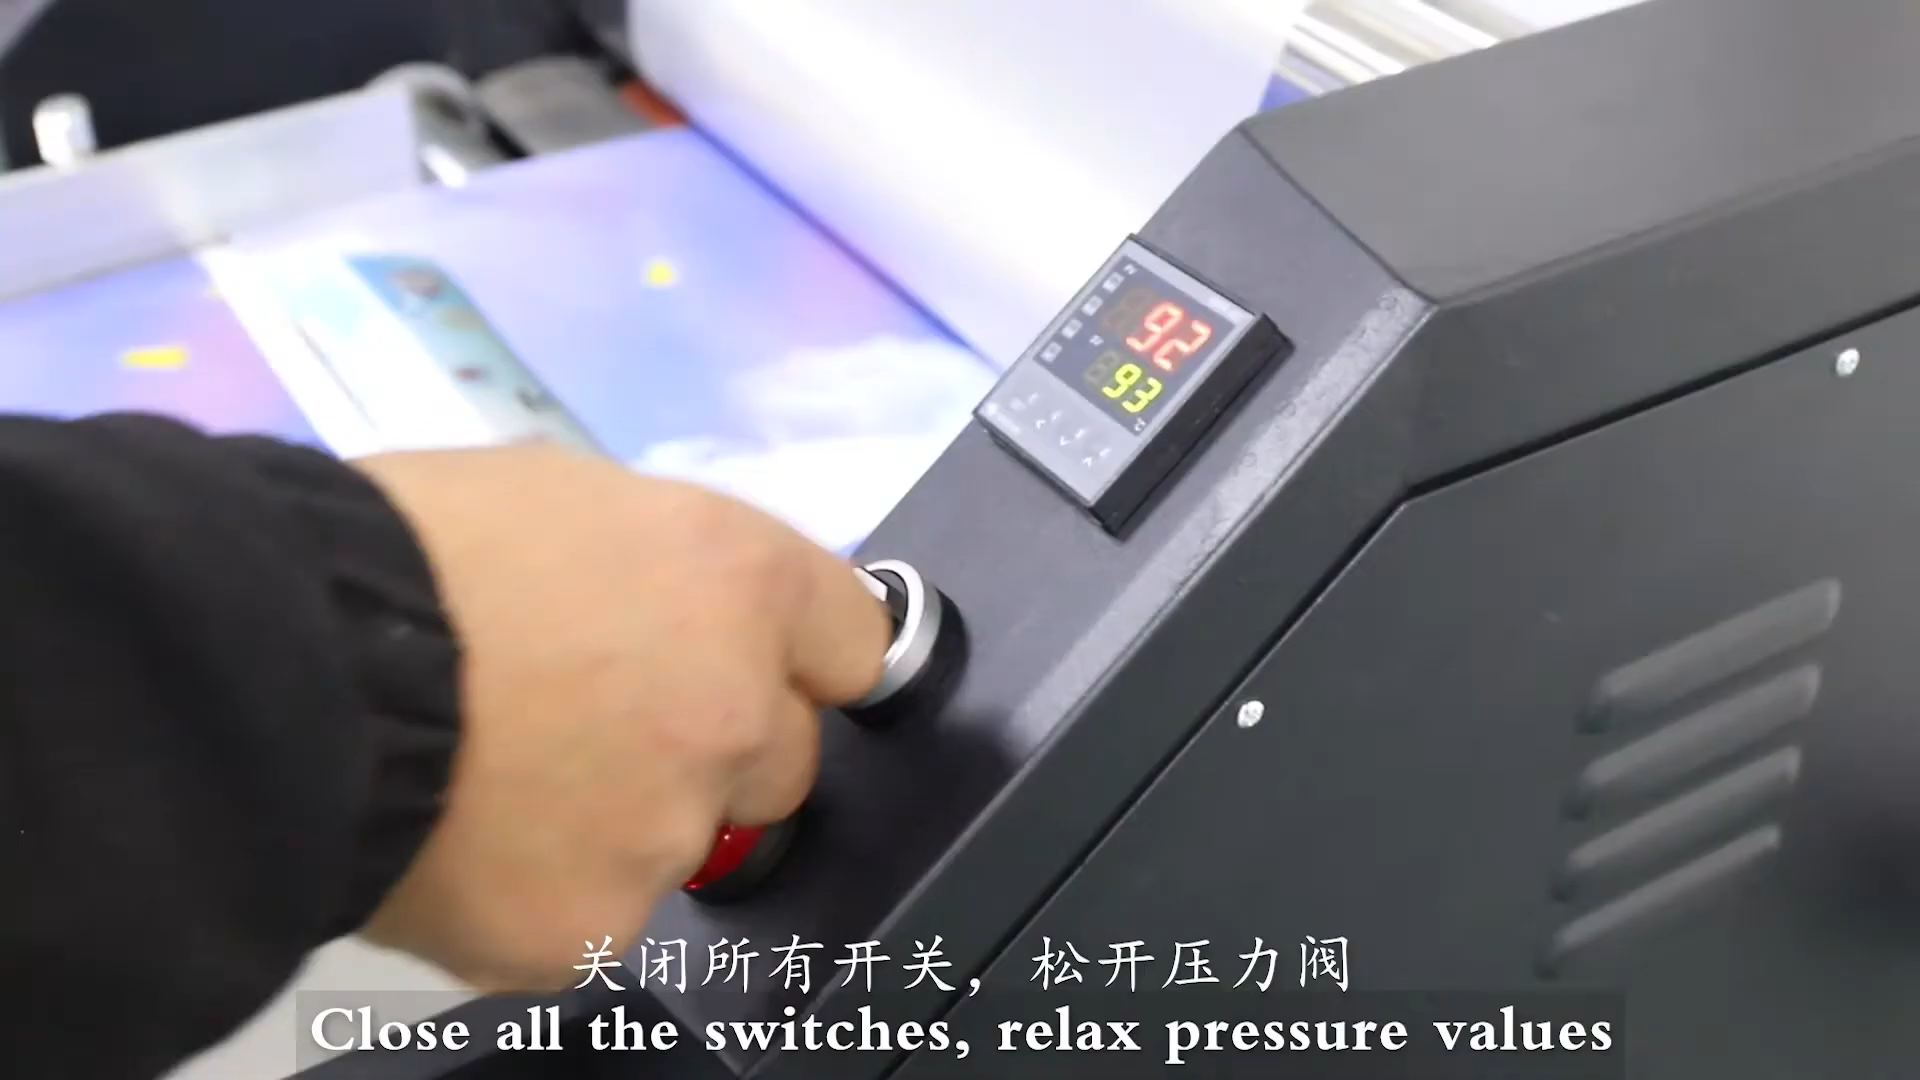 92
93
关闭所有开关，松开压力阀
Close all the switches, relax pressure values